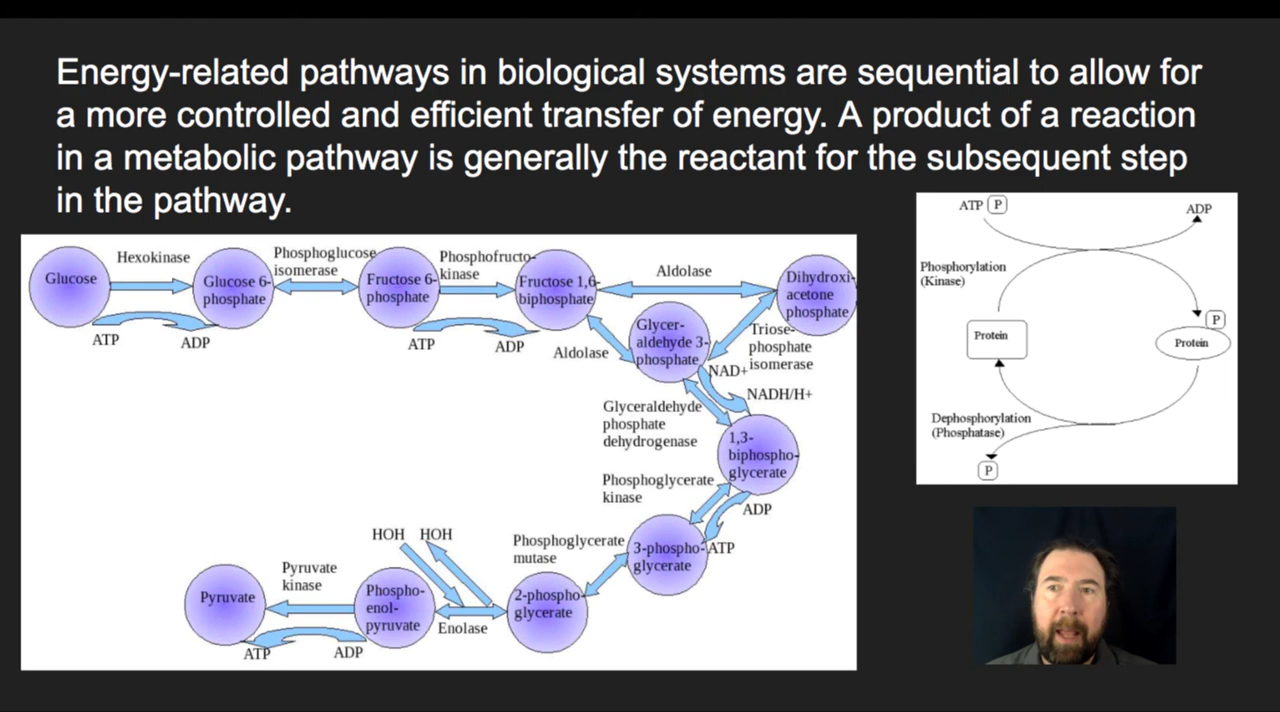 Energy-related pathways in biological systems are sequential to allow for
a more controlled and efficient transfer of energy. A product of a reaction
in a metabolic pathway is generally the reactant for the subsequent step
in the pathway.
Glucose
Hexokinase
Glucose 6-
phosphate
Phosphoglucose
isomerase
Fructose 6-
phosphate
Phosphofructo-
kinase
Fructose 1,6-
biphosphate
Aldolase
Dihydroxi-
acetone
phosphate
ATP
ADP
ATP
ADP
Aldolase
Glycer-
aldehyde 3-
phosphate
Triose-
phosphate
isomerase
NAD+
NADH/H+
Glyceraldehyde
phosphate
dehydrogenase
1,3-
biphospho-
glycerate
Phosphoglycerate
kinase
ADP
ATP
3-phospho-
glycerate
Phosphoglycerate
mutase
2-phospho-
glycerate
HOH
HOH
Enolase
Phospho-
enol-
pyruvate
Pyruvate
kinase
Pyruvate
ATP
ADP
ATP P
ADP
Phosphorylation
(Kinase)
Protein
P
Protein
Dephosphorylation
(Phosphatase)
P